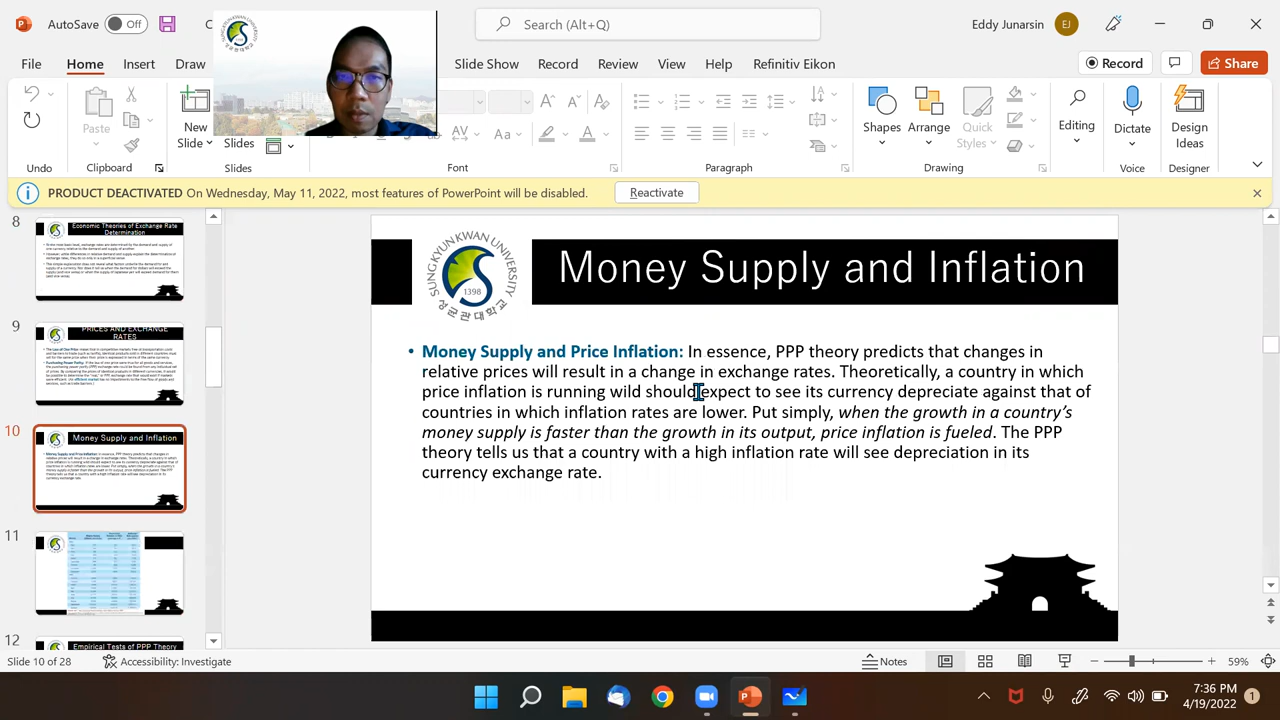 AutoSave
Off
Search (Alt+Q)
Eddy Junarsin
EJ
File
Home
Insert
Draw
Slide Show
Record
Review
View
Help
Refinitiv Eikon
Record
Share
Undo
Paste
Clipboard
New
Slide
Slides
Slides
Aa
Font
Paragraph
Shapes
Arrange
Quick
Styles
Drawing
Editing
Dictate
Voice
Design
Ideas
Designer
PRODUCT DEACTIVATED On Wednesday, May 11, 2022, most features of PowerPoint will be disabled.
Reactivate
8
Economic Theories of Exchange Rate
Determination
9
PRICES AND EXCHANGE
RATES
10
Money Supply and Inflation
11
12
Empirical Tests of PPP Theory
SUNGKYUNKWAN UNIVERSITY
1398
성균관대학교
Money Supply and Inflation
• Money Supply and Price Inflation: In essence, PPP theory predicts that changes in
relative prices will result in a change in exchange rates. Theoretically, a country in which
price inflation is running wild should expect to see its currency depreciate against that of
countries in which inflation rates are lower. Put simply, when the growth in a country's
money supply is faster than the growth in its output, price inflation is fueled. The PPP
theory tells us that a country with a high inflation rate will see depreciation in its
currency exchange rate.
Slide 10 of 28
Accessibility: Investigate
Notes
59%
7:36 PM
4/19/2022
1